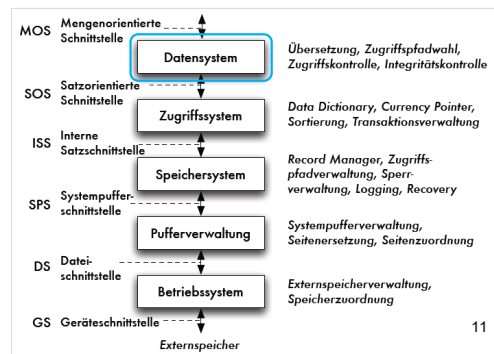 MOS Mengenorientierte
Schnittstelle
Datensystem
Übersetzung, Zugriffspfadwahl,
Zugriffskontrolle, Integritätskontrolle
SOS Satzorientierte
Schnittstelle
Zugriffssystem
Data Dictionary, Currency Pointer,
Sortierung, Transaktionsverwaltung
ISS Interne
Satzschnittstelle
Speichersystem
Record Manager, Zugriffs-
pfadverwaltung, Sperr-
verwaltung, Logging, Recovery
SPS Systempuffer-
schnittstelle
Pufferverwaltung
Systempufferverwaltung,
Seitenersetzung, Seitenzuordnung
DS Datei-
schnittstelle
Betriebssystem
Externspeicherverwaltung,
Speicherzuordnung
GS Geräteschnittstelle
Externspeicher
11